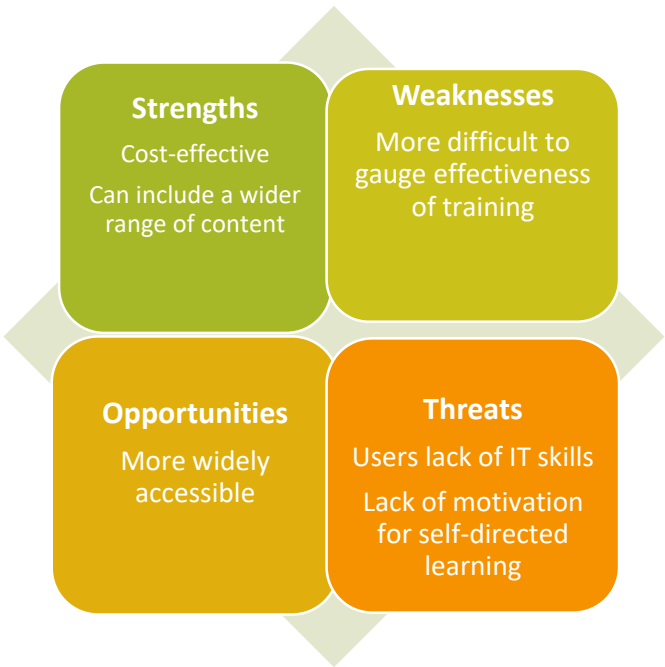 Strengths
Cost-effective
Can include a wider
range of content
Weaknesses
More difficult to
gauge effectiveness
of training
Opportunities
More widely
accessible
Threats
Users lack of IT skills
Lack of motivation
for self-directed
learning